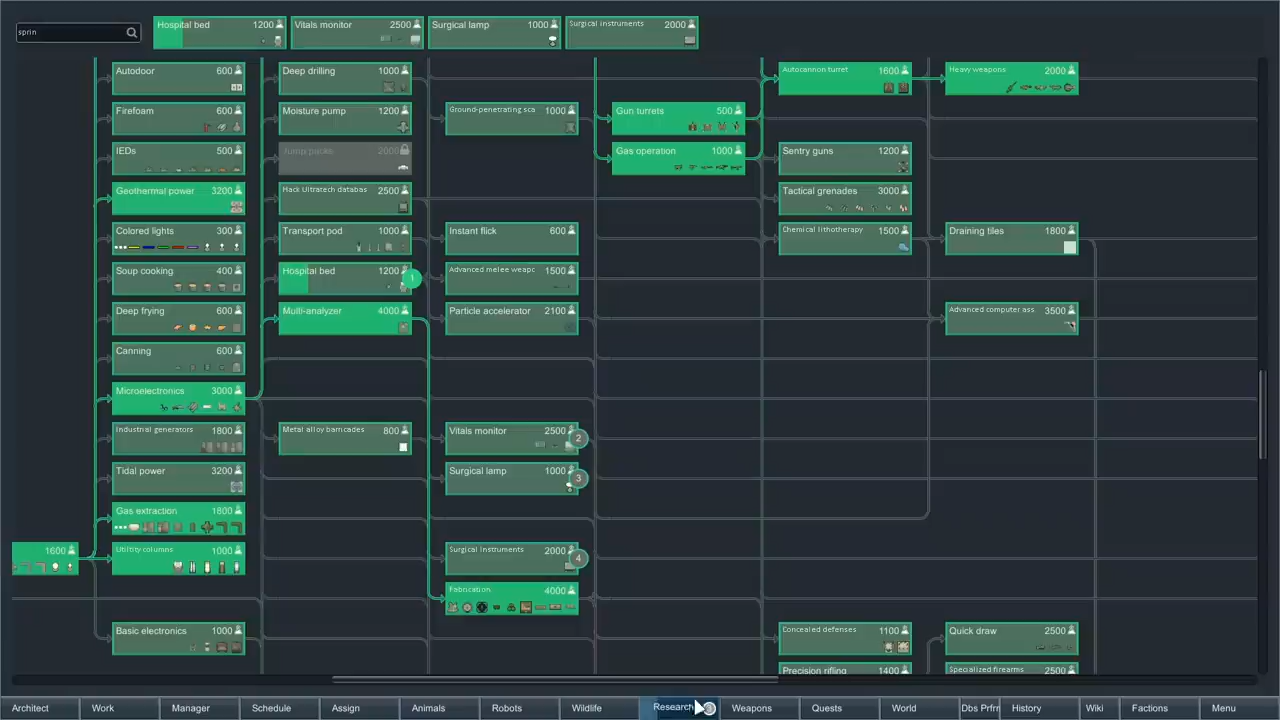 sprin
Hospital bed 1200
Vitals monitor 2500
Surgical lamp 1000
Surgical instruments 2000
Autodoor 600
Deep drilling 1000
Autocannon turret 1600
Heavy weapons 2000
Firefoam 600
Moisture pump 1200
Ground-penetrating sca 1000
Gun turrets 500
IEDs 500
Jump packs 2000
Gas operation 1000
Sentry guns 1200
Geothermal power 3200
Hack Ultratech databas 2500
Tactical grenades 3000
Colored lights 300
Transport pod 1000
Instant flick 600
Chemical lithotherapy 1500
Draining tiles 1800
Soup cooking 400
Hospital bed 1200
1
Advanced melee weapc 1500
Deep frying 600
Multi-analyzer 4000
Particle accelerator 2100
Advanced computer ass 3500
Canning 600
Microelectronics 3000
Industrial generators 1800
Metal alloy barricades 800
Vitals monitor 2500
2
Tidal power 3200
Surgical lamp 1000
3
Gas extraction 1800
1600
Utility columns 1000
Surgical instruments 2000
4
Fabrication 4000
Basic electronics 1000
Concealed defenses 1100
Quick draw 2500
Precision rifling 1400
Specialized firearms 2500
Architect
Work
Manager
Schedule
Assign
Animals
Robots
Wildlife
Research
Weapons
Quests
World
Dbs Prfrm
History
Wiki
Factions
Menu